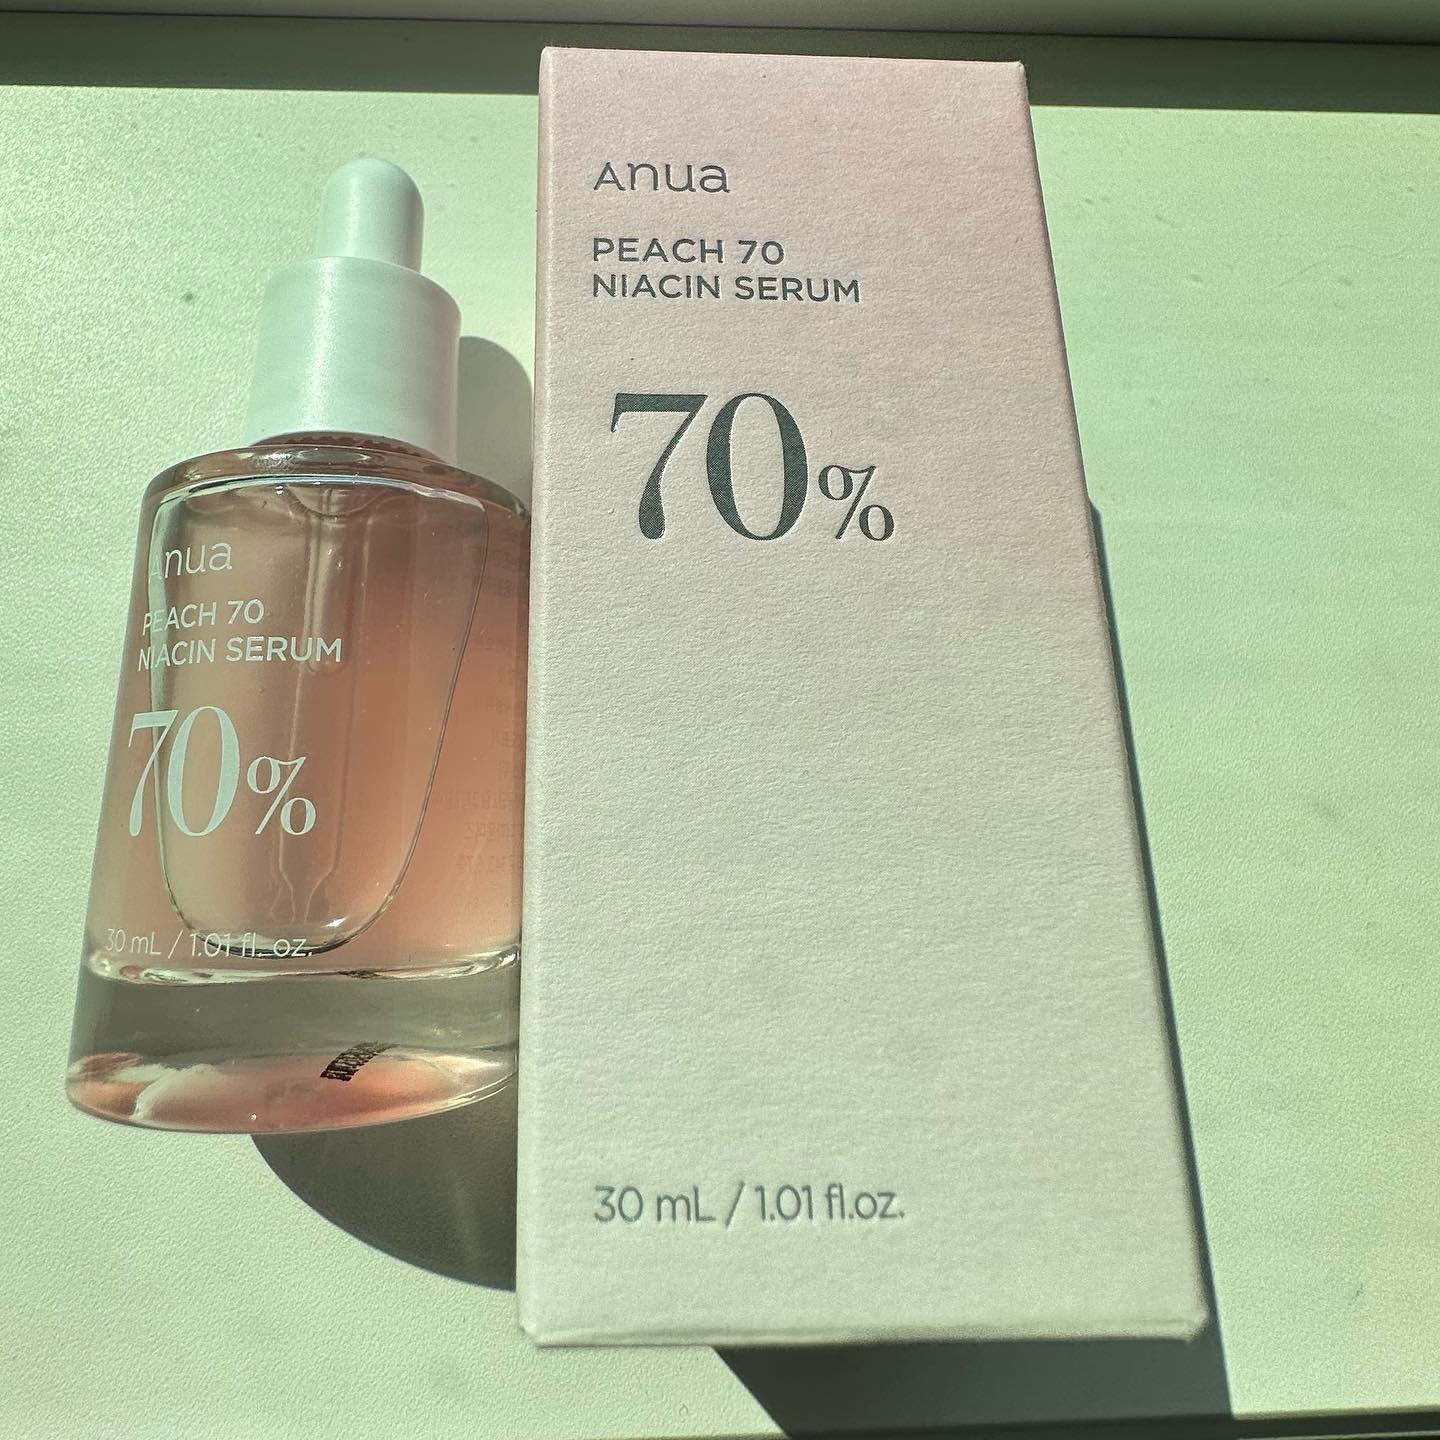 Anua
PEACH 70
NIACIN SERUM
70%
30 mL / 1.01 fl. oz.
Anua
PEACH 70
NIACIN SERUM
70%
30 mL / 1.01 fl.oz.